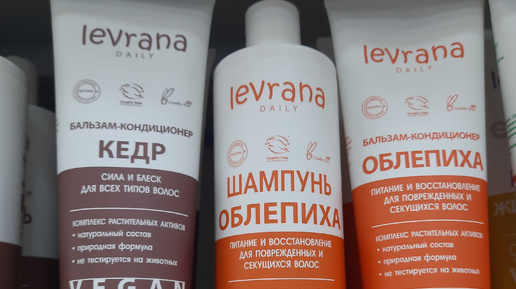 levrana
DAILY
БАЛЬЗАМ-КОНДИЦИОНЕР
КЕДР
СИЛА И БЛЕСК
ДЛЯ ВСЕХ ТИПОВ ВОЛОС
КОМПЛЕКС РАСТИТЕЛЬНЫХ АКТИВОВ
• натуральный состав
• природная формула
• не тестируется на животных
VEGAN
levrana
DAILY
ШАМПУНЬ
ОБЛЕПИХА
ПИТАНИЕ И ВОССТАНОВЛЕНИЕ
ДЛЯ ПОВРЕЖДЕННЫХ И
СЕКУЩИХСЯ ВОЛОС
levrana
DAILY
БАЛЬЗАМ-КОНДИЦИОНЕР
ОБЛЕПИХА
ПИТАНИЕ И ВОССТАНОВЛЕНИЕ
ДЛЯ ПОВРЕЖДЕННЫХ И
СЕКУЩИХСЯ ВОЛОС
КОМПЛЕКС РАСТИТЕЛЬНЫХ АКТИВОВ
• натуральный состав
• природная формула
• не тестируется на животных